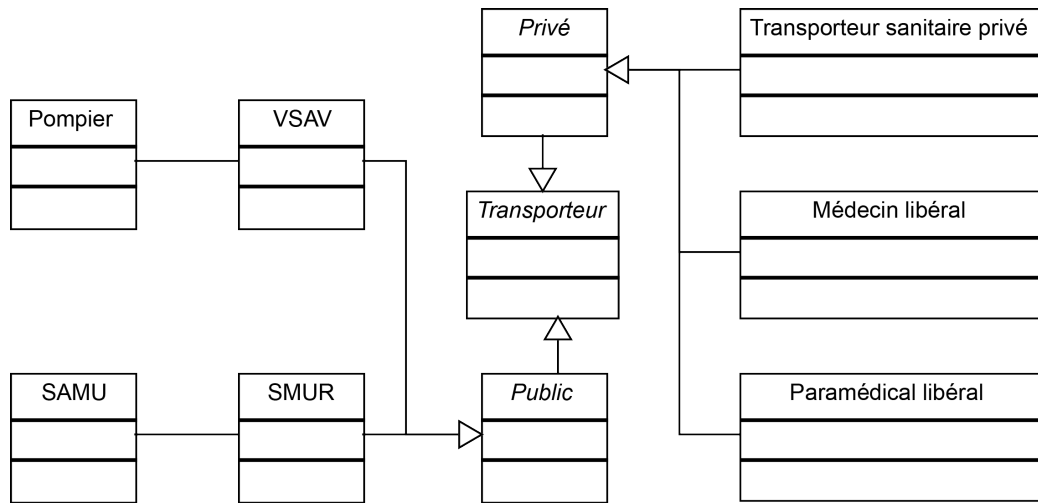 Privé
Transporteur sanitaire privé
Pompier
VSAV
Transporteur
Médecin libéral
SAMU
SMUR
Public
Paramédical libéral